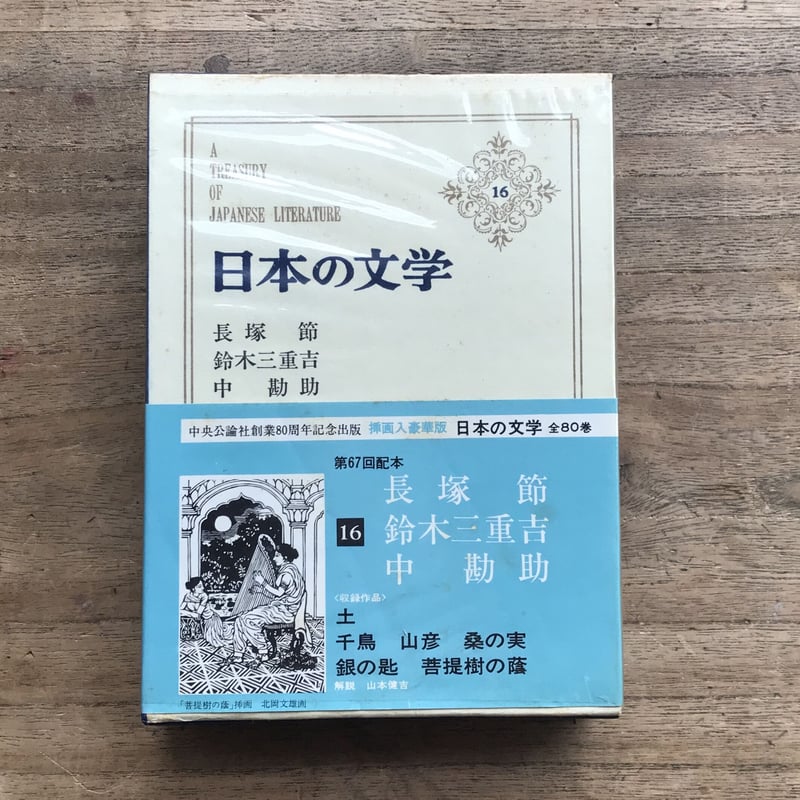 A
TREASURY
OF
JAPANESE LITERATURE
16
日本の文学
長塚 節
鈴木三重吉
中 勘助
中央公論社創業80周年記念出版 挿画入豪華版 日本の文学 全80巻
第67回配本
16
長塚 節
鈴木三重吉
中 勘助
〈収録作品〉
土
千鳥 山彦 桑の実
銀の匙 菩提樹の蔭
解説 山本健吉
「菩提樹の蔭」挿画 北岡文雄画